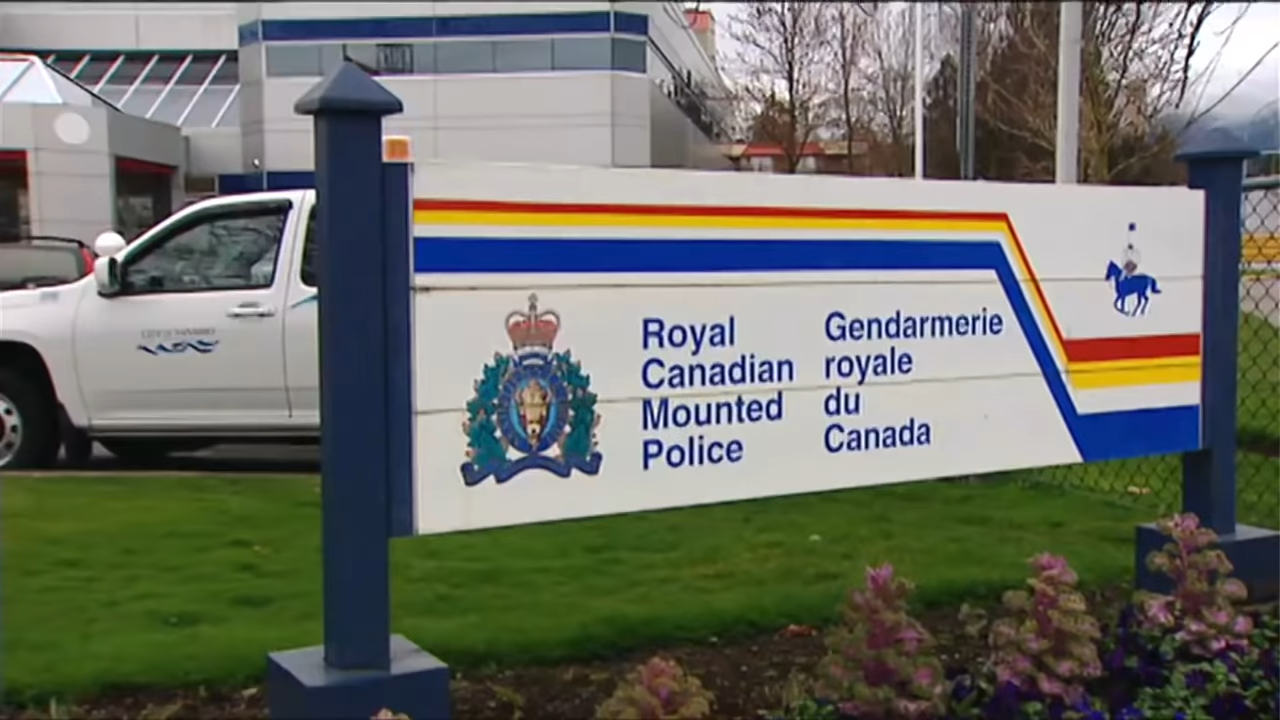 Royal
Canadian
Mounted
Police
Gendarmerie
royale
du
Canada